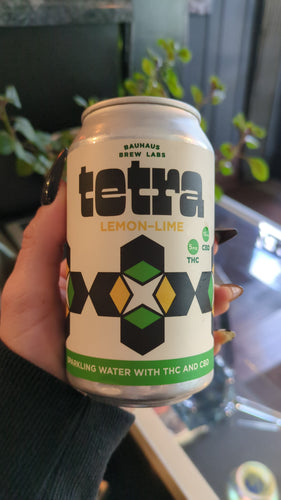 BAUHAUS
BREW LABS
tetra
LEMON-LIME
CBD
THC
SPARKLING WATER WITH THC AND CBD